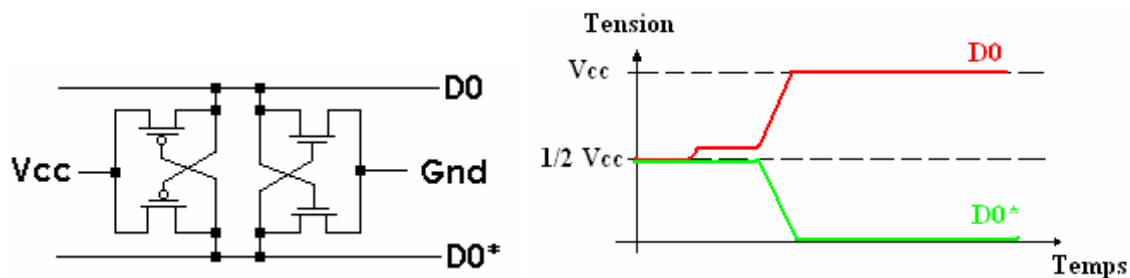 D0
Vcc
Gnd
D0*
Tension
Vcc
D0
1/2 Vcc
D0*
Temps